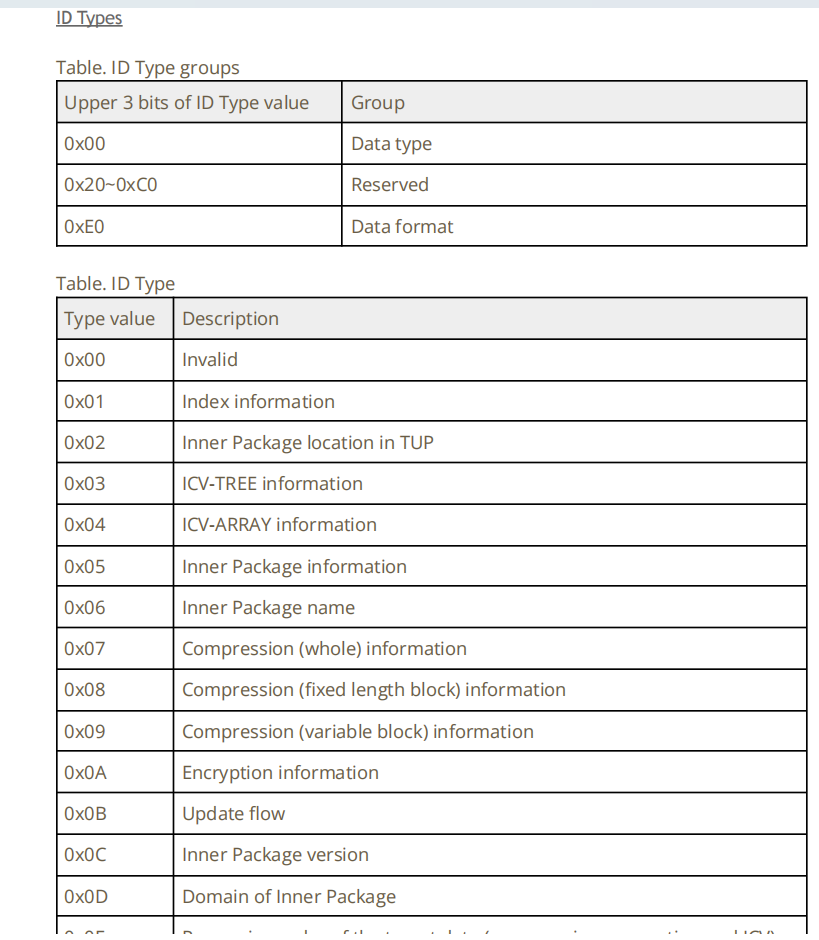 ID Types
Table. ID Type groups
Upper 3 bits of ID Type value Group
0x00 Data type
0x20~0xC0 Reserved
0xE0 Data format
Table. ID Type
Type value Description
0x00 Invalid
0x01 Index information
0x02 Inner Package location in TUP
0x03 ICV-TREE information
0x04 ICV-ARRAY information
0x05 Inner Package information
0x06 Inner Package name
0x07 Compression (whole) information
0x08 Compression (fixed length block) information
0x09 Compression (variable block) information
0x0A Encryption information
0x0B Update flow
0x0C Inner Package version
0x0D Domain of Inner Package